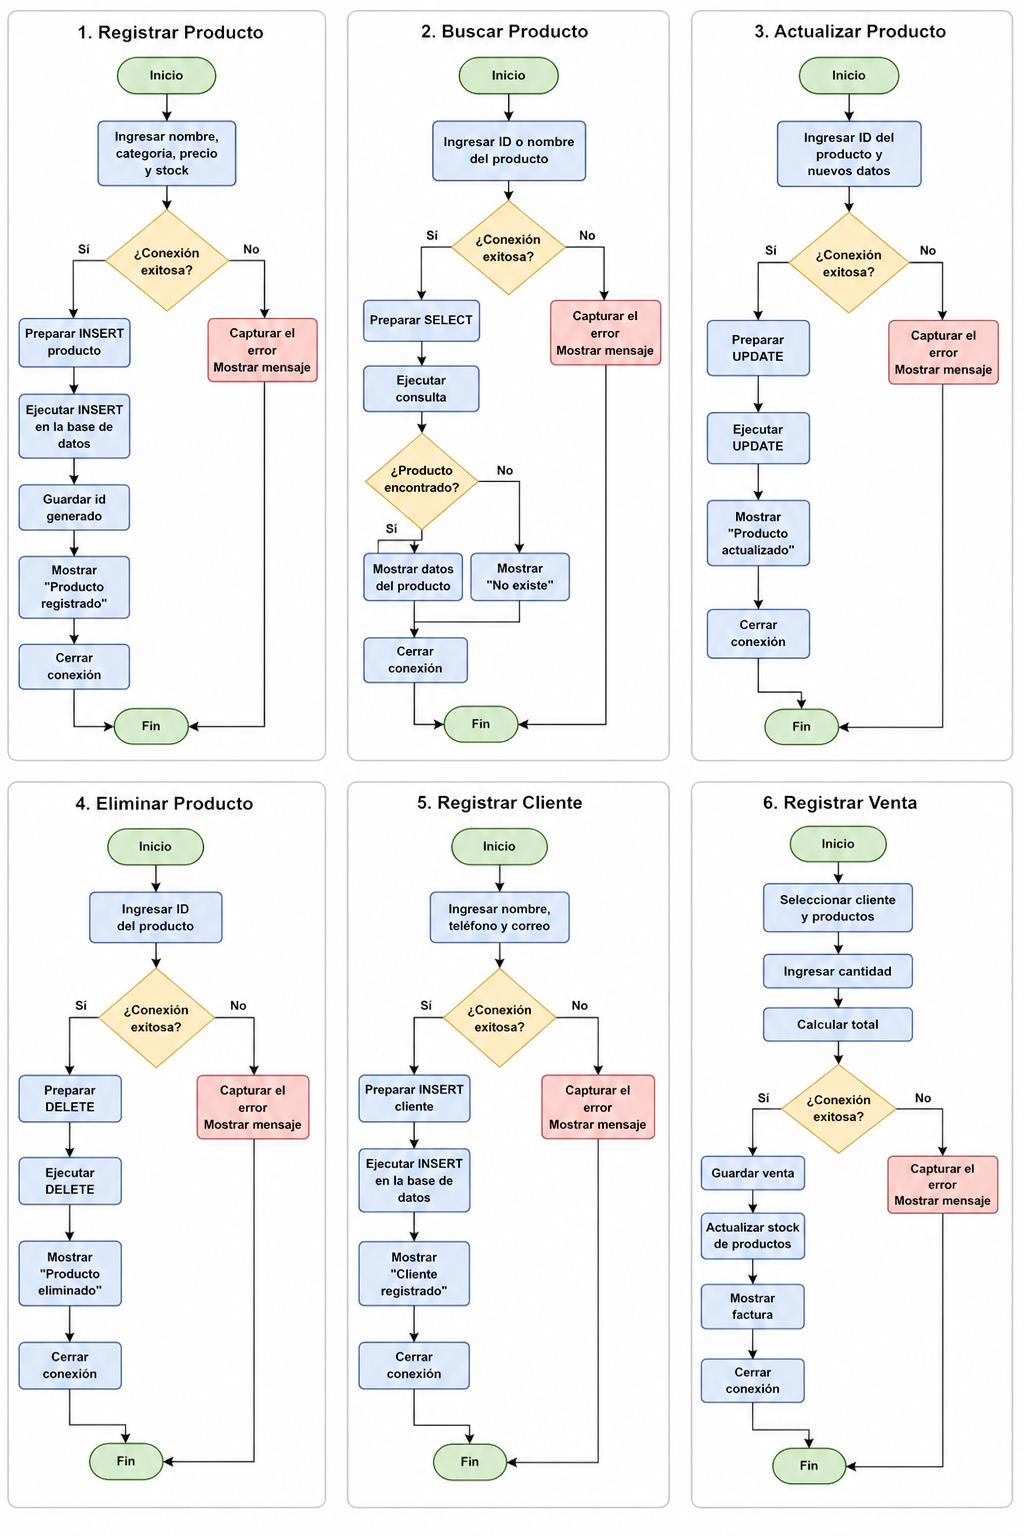 1. Registrar Producto
Inicio
Ingresar nombre,
categoria, precio
y stock
¿Conexión
exitosa?
Sí
No
Preparar INSERT
producto
Capturar el
error
Mostrar mensaje
Ejecutar INSERT
en la base de
datos
Guardar id
generado
Mostrar
"Producto
registrado"
Cerrar
conexión
Fin
2. Buscar Producto
Inicio
Ingresar ID o nombre
del producto
¿Conexión
exitosa?
Sí
No
Preparar SELECT
Capturar el
error
Mostrar mensaje
Ejecutar
consulta
¿Producto
encontrado?
No
Sí
Mostrar datos
del producto
Mostrar
"No existe"
Cerrar
conexión
Fin
3. Actualizar Producto
Inicio
Ingresar ID del
producto y
nuevos datos
¿Conexión
exitosa?
Sí
No
Preparar
UPDATE
Capturar el
error
Mostrar mensaje
Ejecutar
UPDATE
Mostrar
"Producto
actualizado"
Cerrar
conexión
Fin
4. Eliminar Producto
Inicio
Ingresar ID
del producto
¿Conexión
exitosa?
Sí
No
Preparar
DELETE
Capturar el
error
Mostrar mensaje
Ejecutar
DELETE
Mostrar
"Producto
eliminado"
Cerrar
conexión
Fin
5. Registrar Cliente
Inicio
Ingresar nombre,
teléfono y correo
¿Conexión
exitosa?
Sí
No
Preparar INSERT
cliente
Capturar el
error
Mostrar mensaje
Ejecutar INSERT
en la base de
datos
Mostrar
"Cliente
registrado"
Cerrar
conexión
Fin
6. Registrar Venta
Inicio
Seleccionar cliente
y productos
Ingresar cantidad
Calcular total
¿Conexión
exitosa?
Sí
No
Guardar venta
Capturar el
error
Mostrar mensaje
Actualizar stock
de productos
Mostrar
factura
Cerrar
conexión
Fin